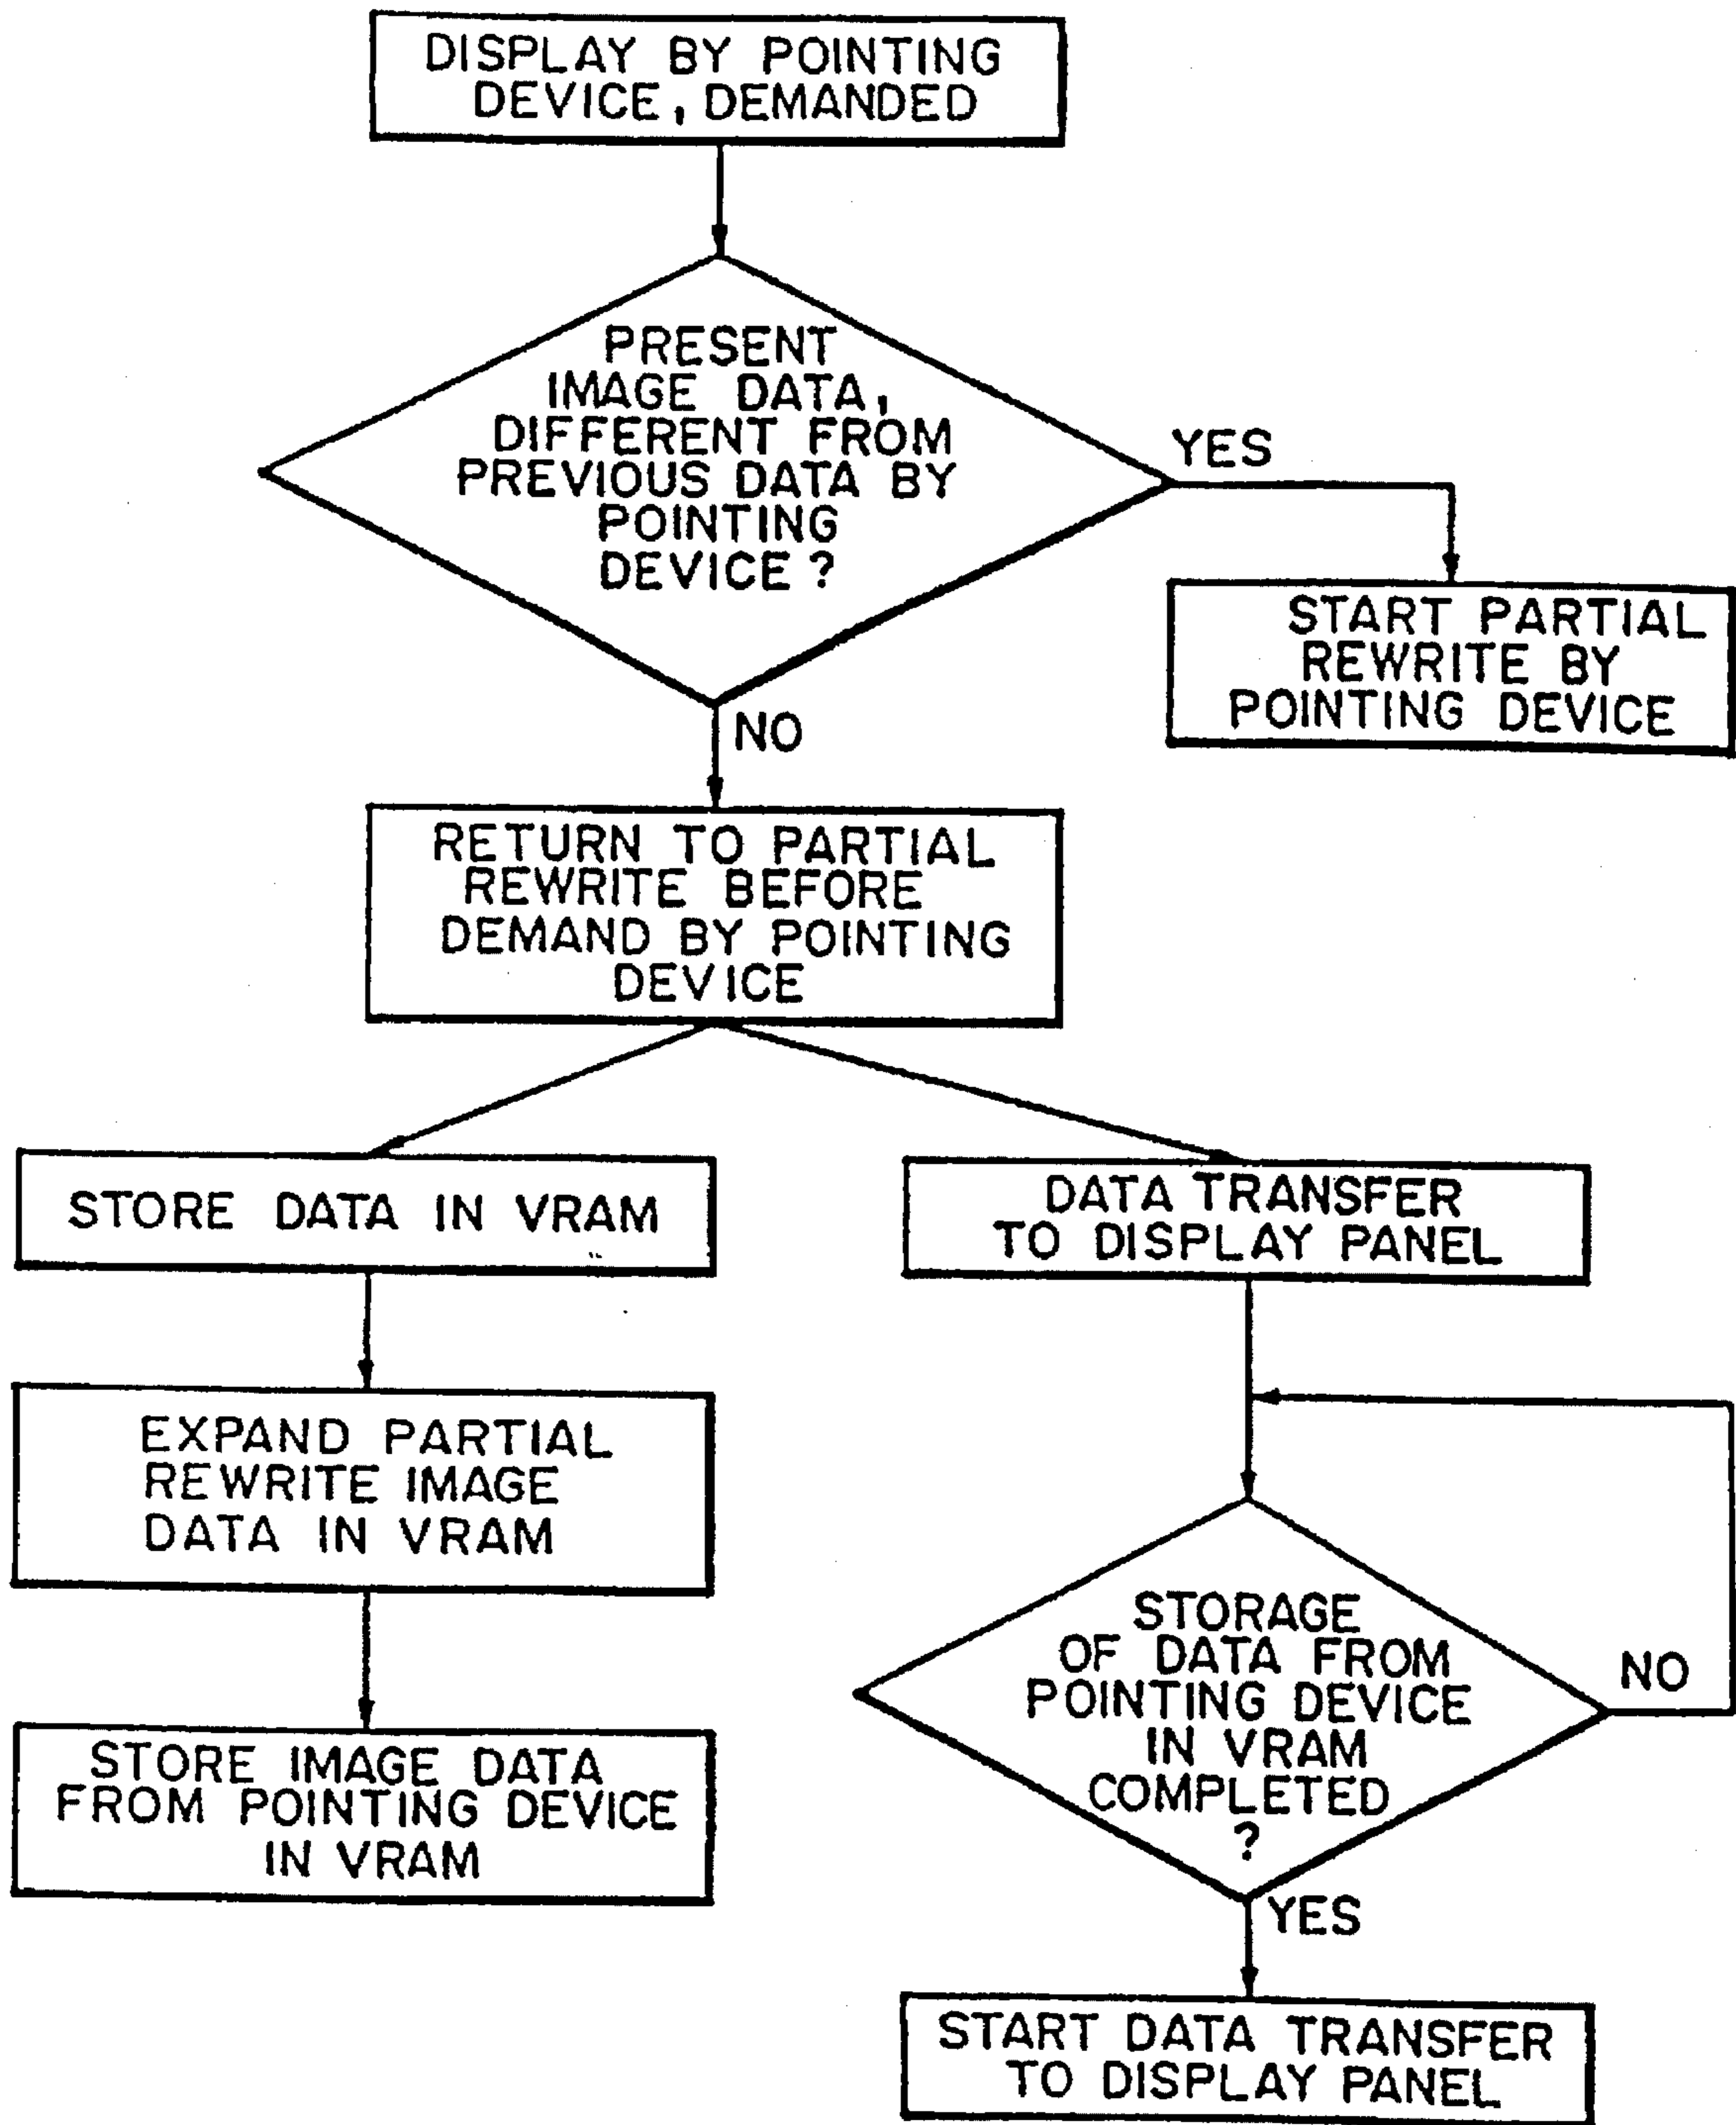 DISPLAY BY POINTING
DEVICE, DEMANDED
PRESENT
IMAGE DATA,
DIFFERENT FROM
PREVIOUS DATA BY
POINTING
DEVICE?
YES
START PARTIAL
REWRITE BY
POINTING DEVICE
NO
RETURN TO PARTIAL
REWRITE BEFORE
DEMAND BY POINTING
DEVICE
STORE DATA IN VRAM
EXPAND PARTIAL
REWRITE IMAGE
DATA IN VRAM
STORE IMAGE DATA
FROM POINTING DEVICE
IN VRAM
DATA TRANSFER
TO DISPLAY PANEL
STORAGE
OF DATA FROM
POINTING DEVICE
IN VRAM
COMPLETED
?
NO
YES
START DATA TRANSFER
TO DISPLAY PANEL